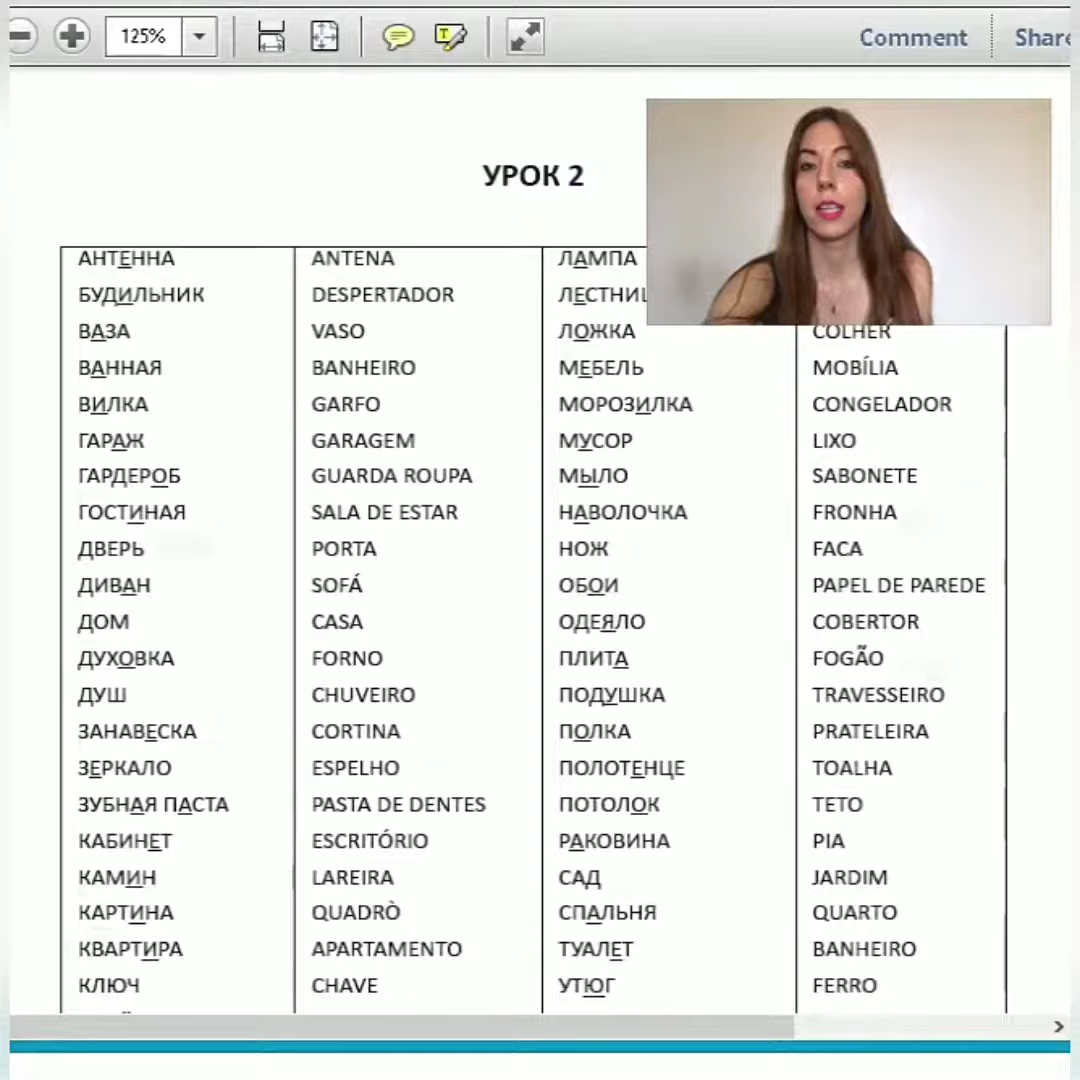 125%
Comment
УРОК 2
АНТЕННА ANTENA ЛАМПА
БУДИЛЬНИК DESPERTADOR
ВАЗА VASO ЛОЖКА COLHER
ВАННАЯ BANHEIRO МЕБЕЛЬ MOBÍLIA
ВИЛКА GARFO МОРОЗИЛКА CONGELADOR
ГАРАЖ GARAGEM МУСОР LIXO
ГАРДЕРОБ GUARDA ROUPA МЫЛО SABONETE
ГОСТИНАЯ SALA DE ESTAR НАВОЛОЧКА FRONHA
ДВЕРЬ PORTA НОЖ FACA
ДИВАН SOFÁ ОБОИ PAPEL DE PAREDE
ДОМ CASA ОДЕЯЛО COBERTOR
ДУХОВКА FORNO ПЛИТА FOGÃO
ДУШ CHUVEIRO ПОДУШКА TRAVESSEIRO
ЗАНАВЕСКА CORTINA ПОЛКА PRATELEIRA
ЗЕРКАЛО ESPELHO ПОЛОТЕНЦЕ TOALHA
ЗУБНАЯ ПАСТА PASTA DE DENTES ПОТОЛОК TETO
КАБИНЕТ ESCRITÓRIO РАКОВИНА PIA
КАМИН LAREIRA САД JARDIM
КАРТИНА QUADRÒ СПАЛЬНЯ QUARTO
КВАРТИРА APARTAMENTO ТУАЛЕТ BANHEIRO
КЛЮЧ CHAVE УТЮГ FERRO